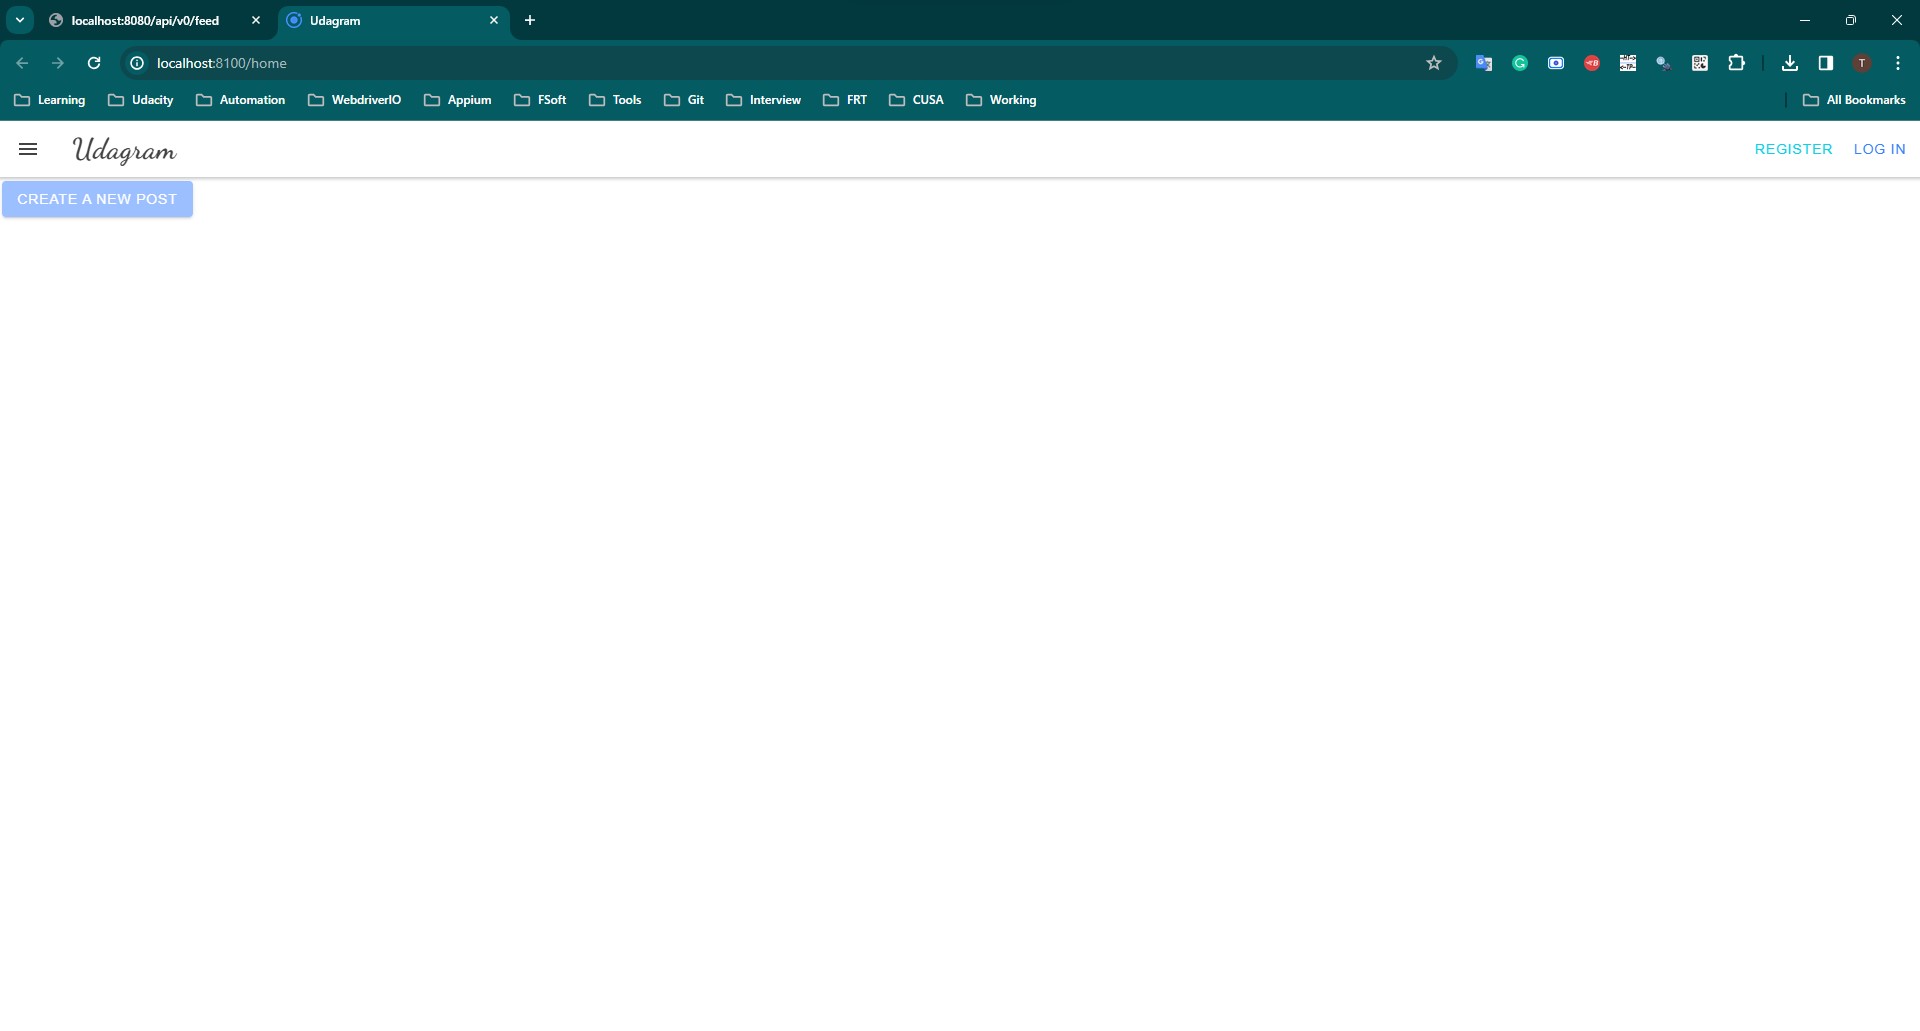 localhost:8080/api/v0/feed Udagram
localhost:8100/home
Learning Udacity Automation WebdriverIO Appium FSoft Tools Git Interview FRT CUSA Working All Bookmarks
Udagram REGISTER LOG IN
CREATE A NEW POST